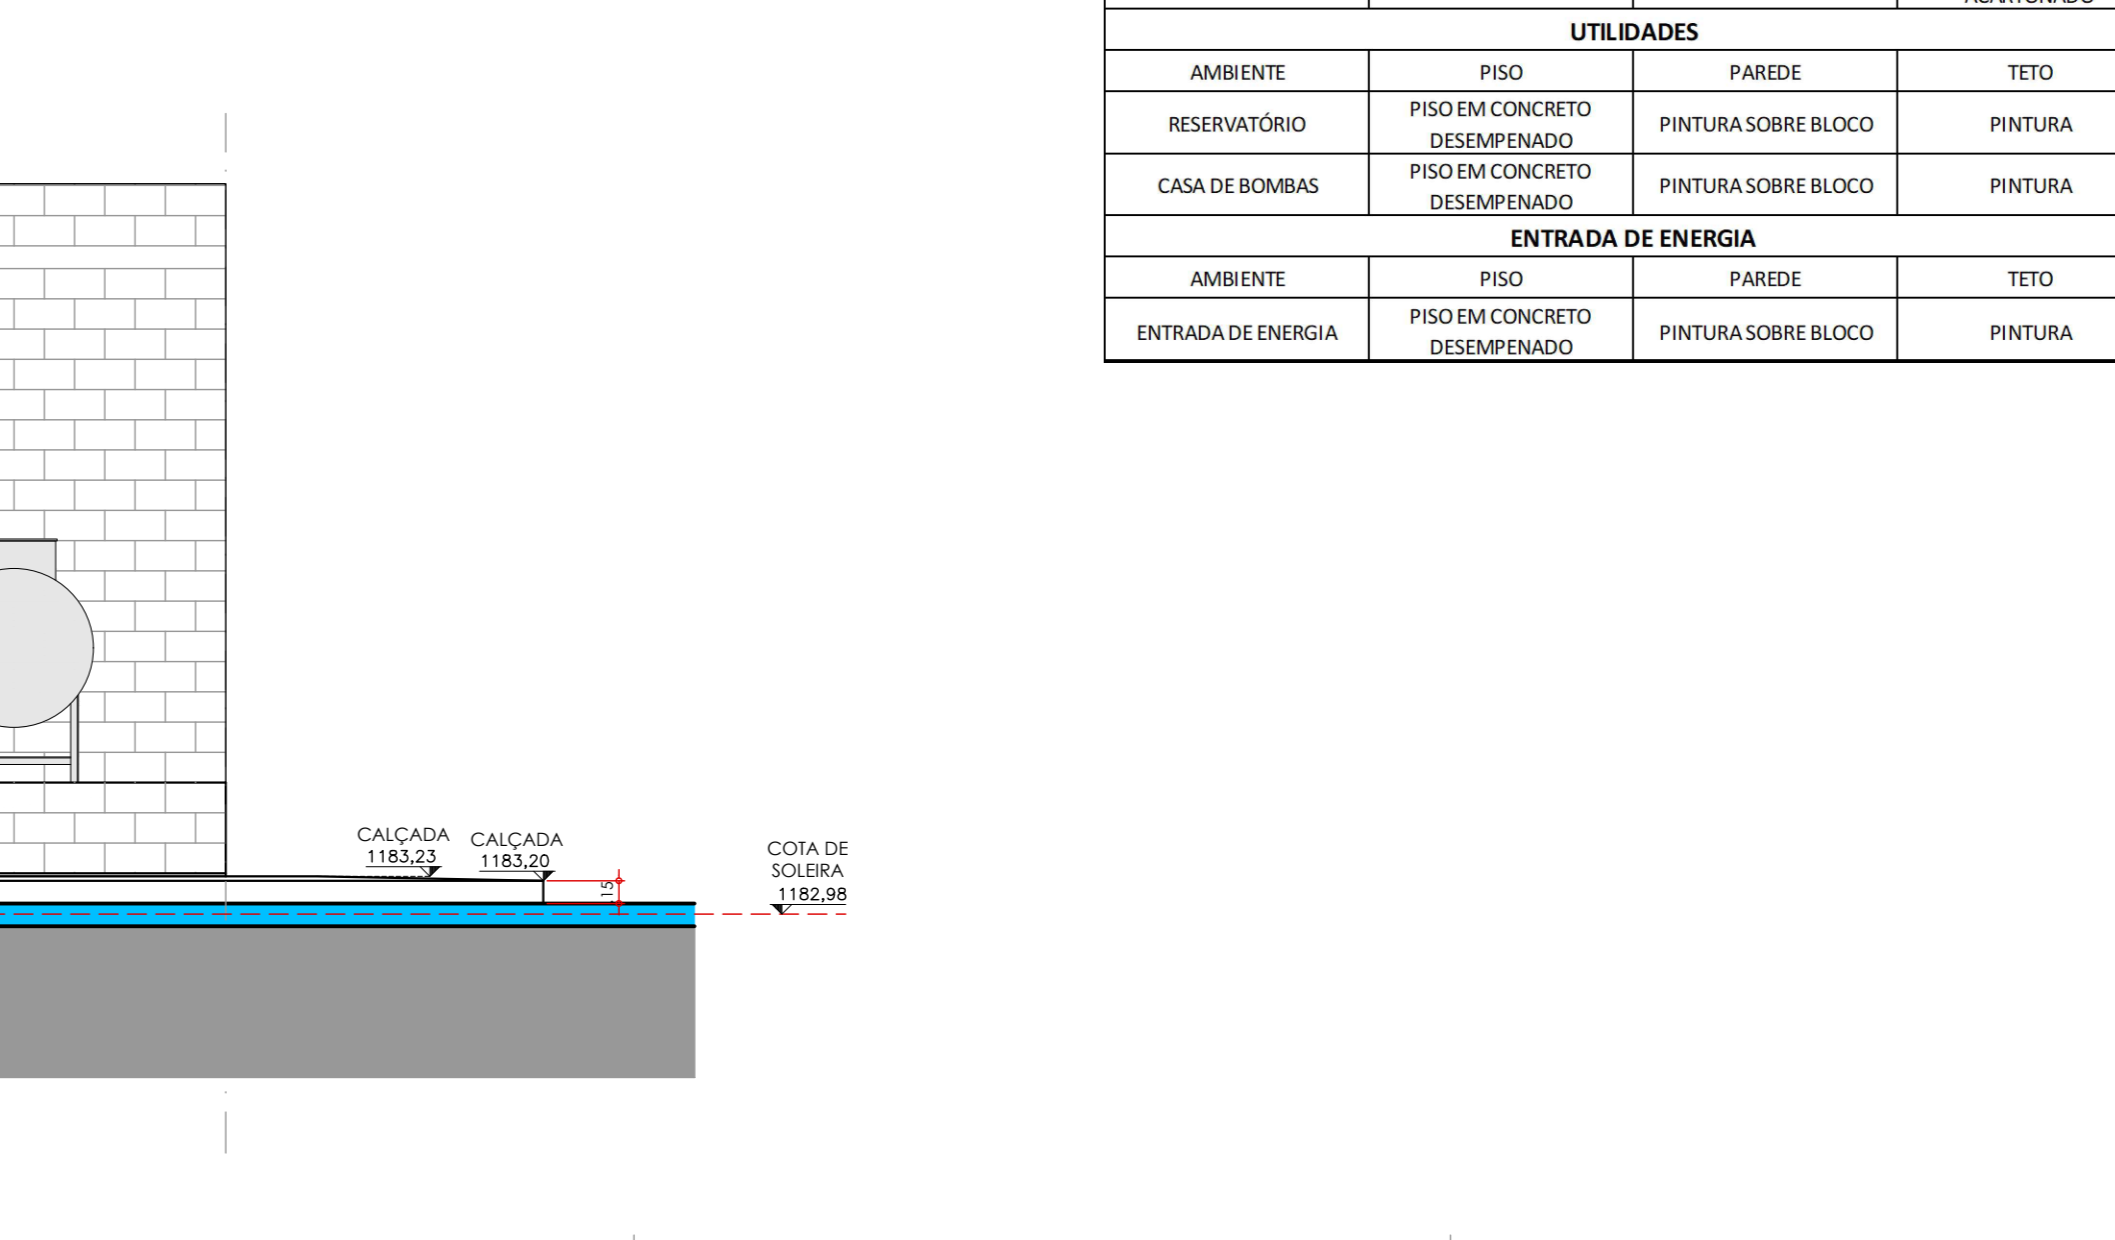 UTILIDADES
AMBIENTE PISO PAREDE TETO
RESERVATÓRIO PISO EM CONCRETO DESEMPENADO PINTURA SOBRE BLOCO PINTURA
CASA DE BOMBAS PISO EM CONCRETO DESEMPENADO PINTURA SOBRE BLOCO PINTURA
ENTRADA DE ENERGIA
AMBIENTE PISO PAREDE TETO
ENTRADA DE ENERGIA PISO EM CONCRETO DESEMPENADO PINTURA SOBRE BLOCO PINTURA
CALÇADA
1183,23
CALÇADA
1183,20
15
COTA DE
SOLEIRA
1182,98